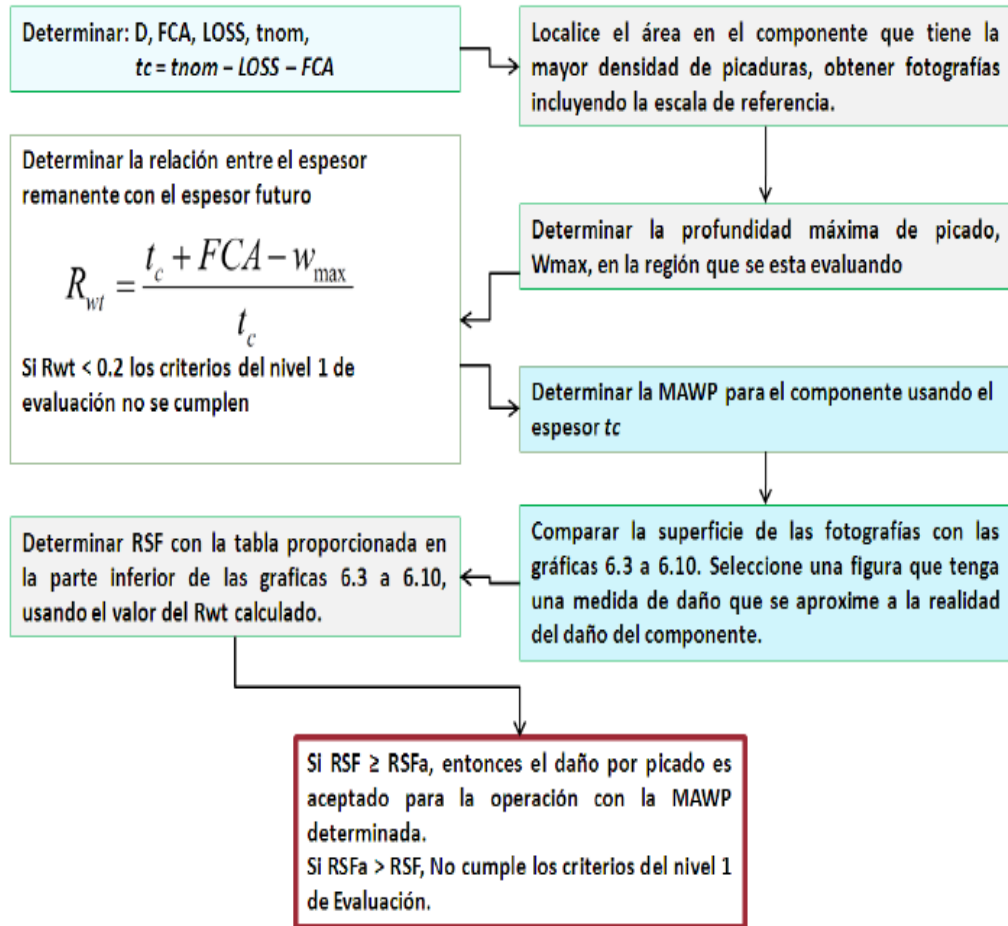 Determinar: D, FCA, LOSS, tnom,
tc = tnom – LOSS – FCA
Localice el área en el componente que tiene la
mayor densidad de picaduras, obtener fotografías
incluyendo la escala de referencia.
Determinar la profundidad máxima de picado,
Wmax, en la región que se esta evaluando
Determinar la relación entre el espesor
remanente con el espesor futuro
R_wt = (t_c + FCA − w_max) / t_c
Si Rwt < 0.2 los criterios del nivel 1 de
evaluación no se cumplen
Determinar la MAWP para el componente usando el
espesor tc
Comparar la superficie de las fotografías con las
gráficas 6.3 a 6.10. Seleccione una figura que tenga
una medida de daño que se aproxime a la realidad
del daño del componente.
Determinar RSF con la tabla proporcionada en
la parte inferior de las graficas 6.3 a 6.10,
usando el valor del Rwt calculado.
Si RSF ≥ RSFa, entonces el daño por picado es
aceptado para la operación con la MAWP
determinada.
Si RSFa > RSF, No cumple los criterios del nivel 1
de Evaluación.